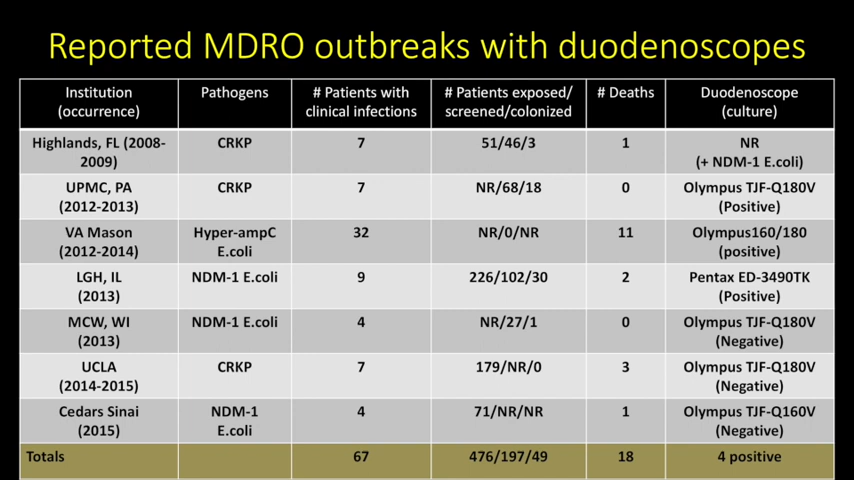 Reported MDRO outbreaks with duodenoscopes
Institution
(occurrence)
Pathogens
# Patients with
clinical infections
# Patients exposed/
screened/colonized
# Deaths
Duodenoscope
(culture)
Highlands, FL (2008-
2009)
CRKP
7
51/46/3
1
NR
(+ NDM-1 E.coli)
UPMC, PA
(2012-2013)
CRKP
7
NR/68/18
0
Olympus TJF-Q180V
(Positive)
VA Mason
(2012-2014)
Hyper-ampC
E.coli
32
NR/0/NR
11
Olympus160/180
(positive)
LGH, IL
(2013)
NDM-1 E.coli
9
226/102/30
2
Pentax ED-3490TK
(Positive)
MCW, WI
(2013)
NDM-1 E.coli
4
NR/27/1
0
Olympus TJF-Q180V
(Negative)
UCLA
(2014-2015)
CRKP
7
179/NR/0
3
Olympus TJF-Q180V
(Negative)
Cedars Sinai
(2015)
NDM-1
E.coli
4
71/NR/NR
1
Olympus TJF-Q160V
(Negative)
Totals
67
476/197/49
18
4 positive